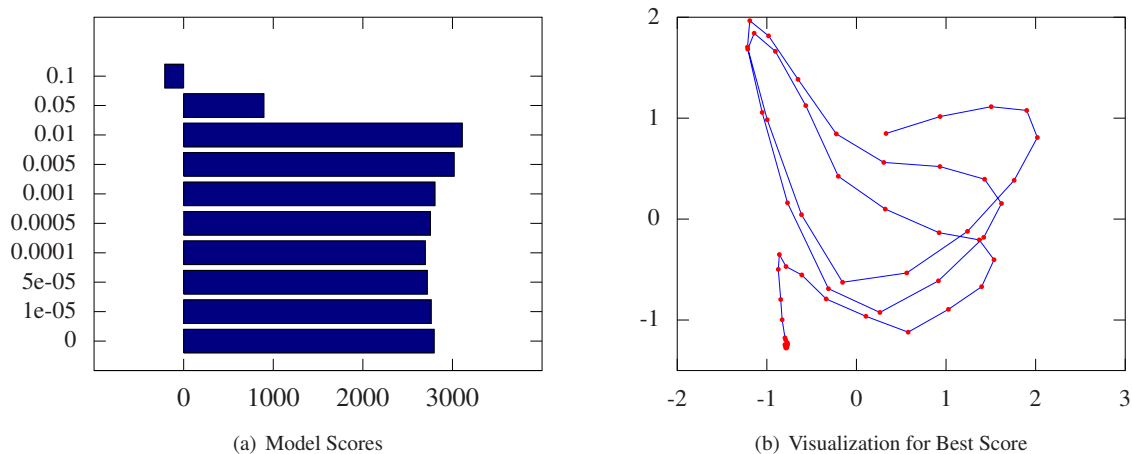 0.1
0.05
0.01
0.005
0.001
0.0005
0.0001
5e-05
1e-05
0
0 1000 2000 3000
(a) Model Scores
2
1
0
-1
-2 -1 0 1 2 3
(b) Visualization for Best Score